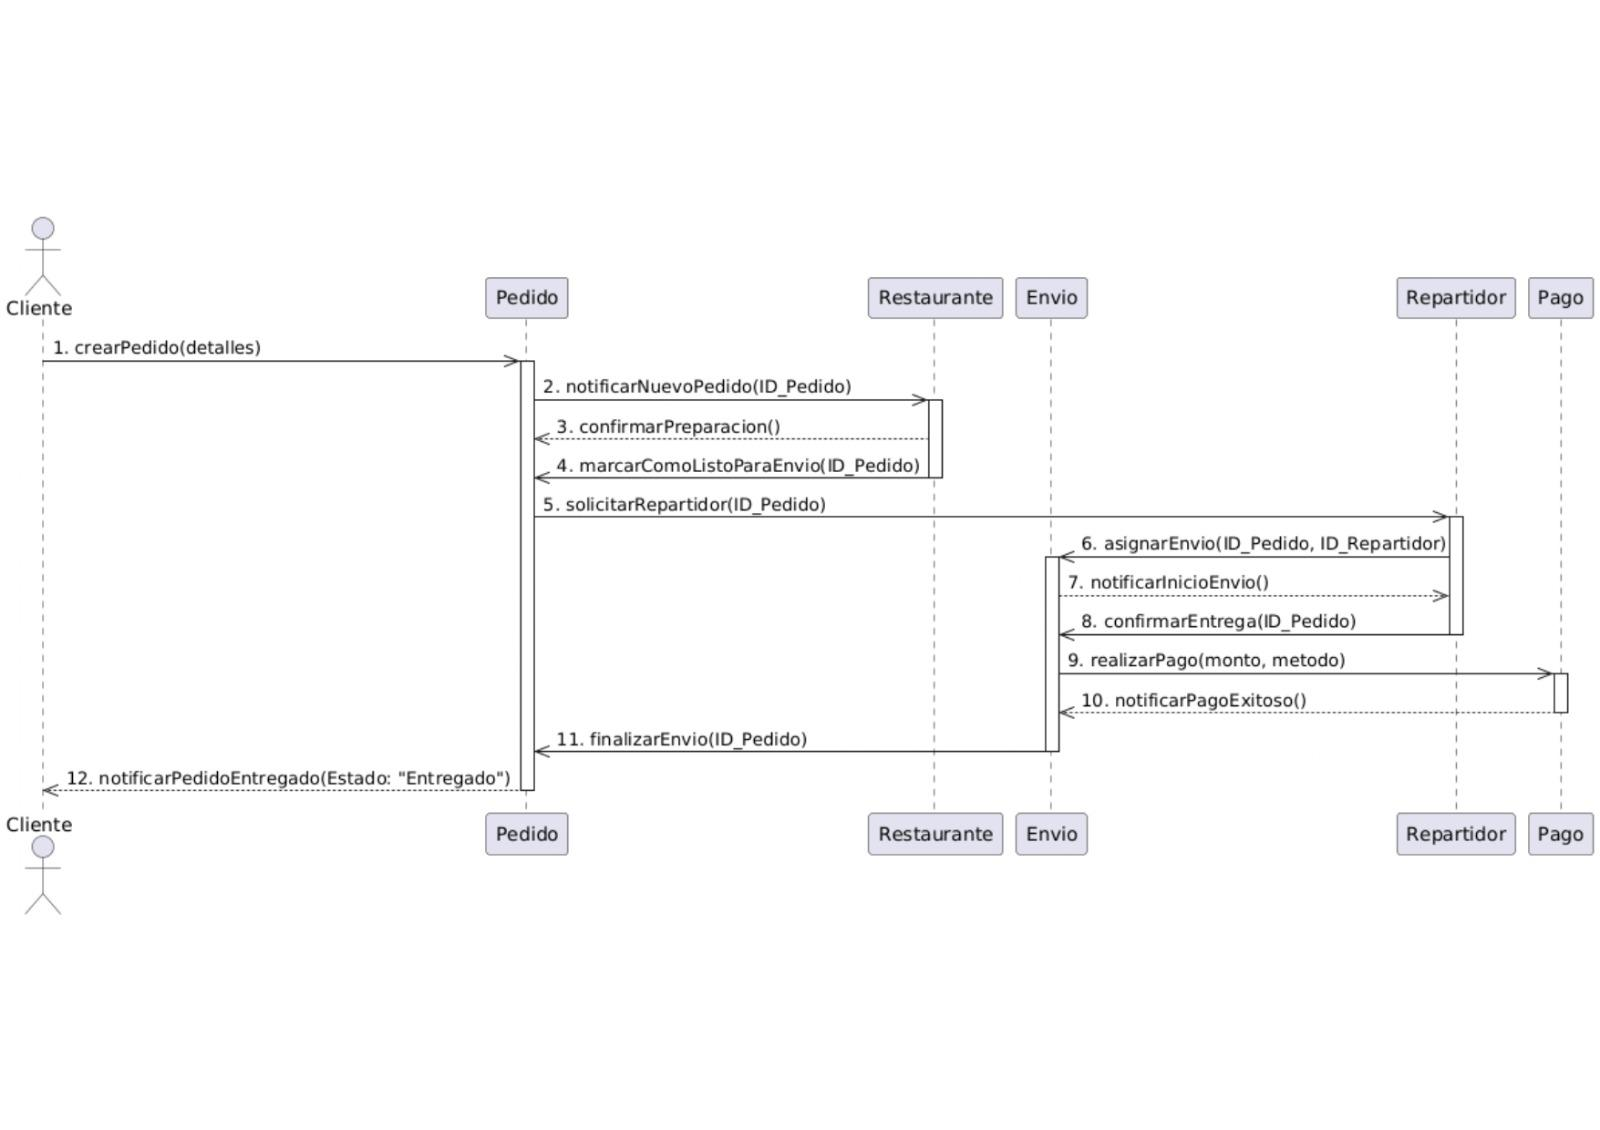 Cliente
Pedido
Restaurante
Envio
Repartidor
Pago
1. crearPedido(detalles)
2. notificarNuevoPedido(ID_Pedido)
3. confirmarPreparacion()
4. marcarComoListoParaEnvio(ID_Pedido)
5. solicitarRepartidor(ID_Pedido)
6. asignarEnvio(ID_Pedido, ID_Repartidor)
7. notificarInicioEnvio()
8. confirmarEntrega(ID_Pedido)
9. realizarPago(monto, metodo)
10. notificarPagoExitoso()
11. finalizarEnvio(ID_Pedido)
12. notificarPedidoEntregado(Estado: "Entregado")
Cliente
Pedido
Restaurante
Envio
Repartidor
Pago